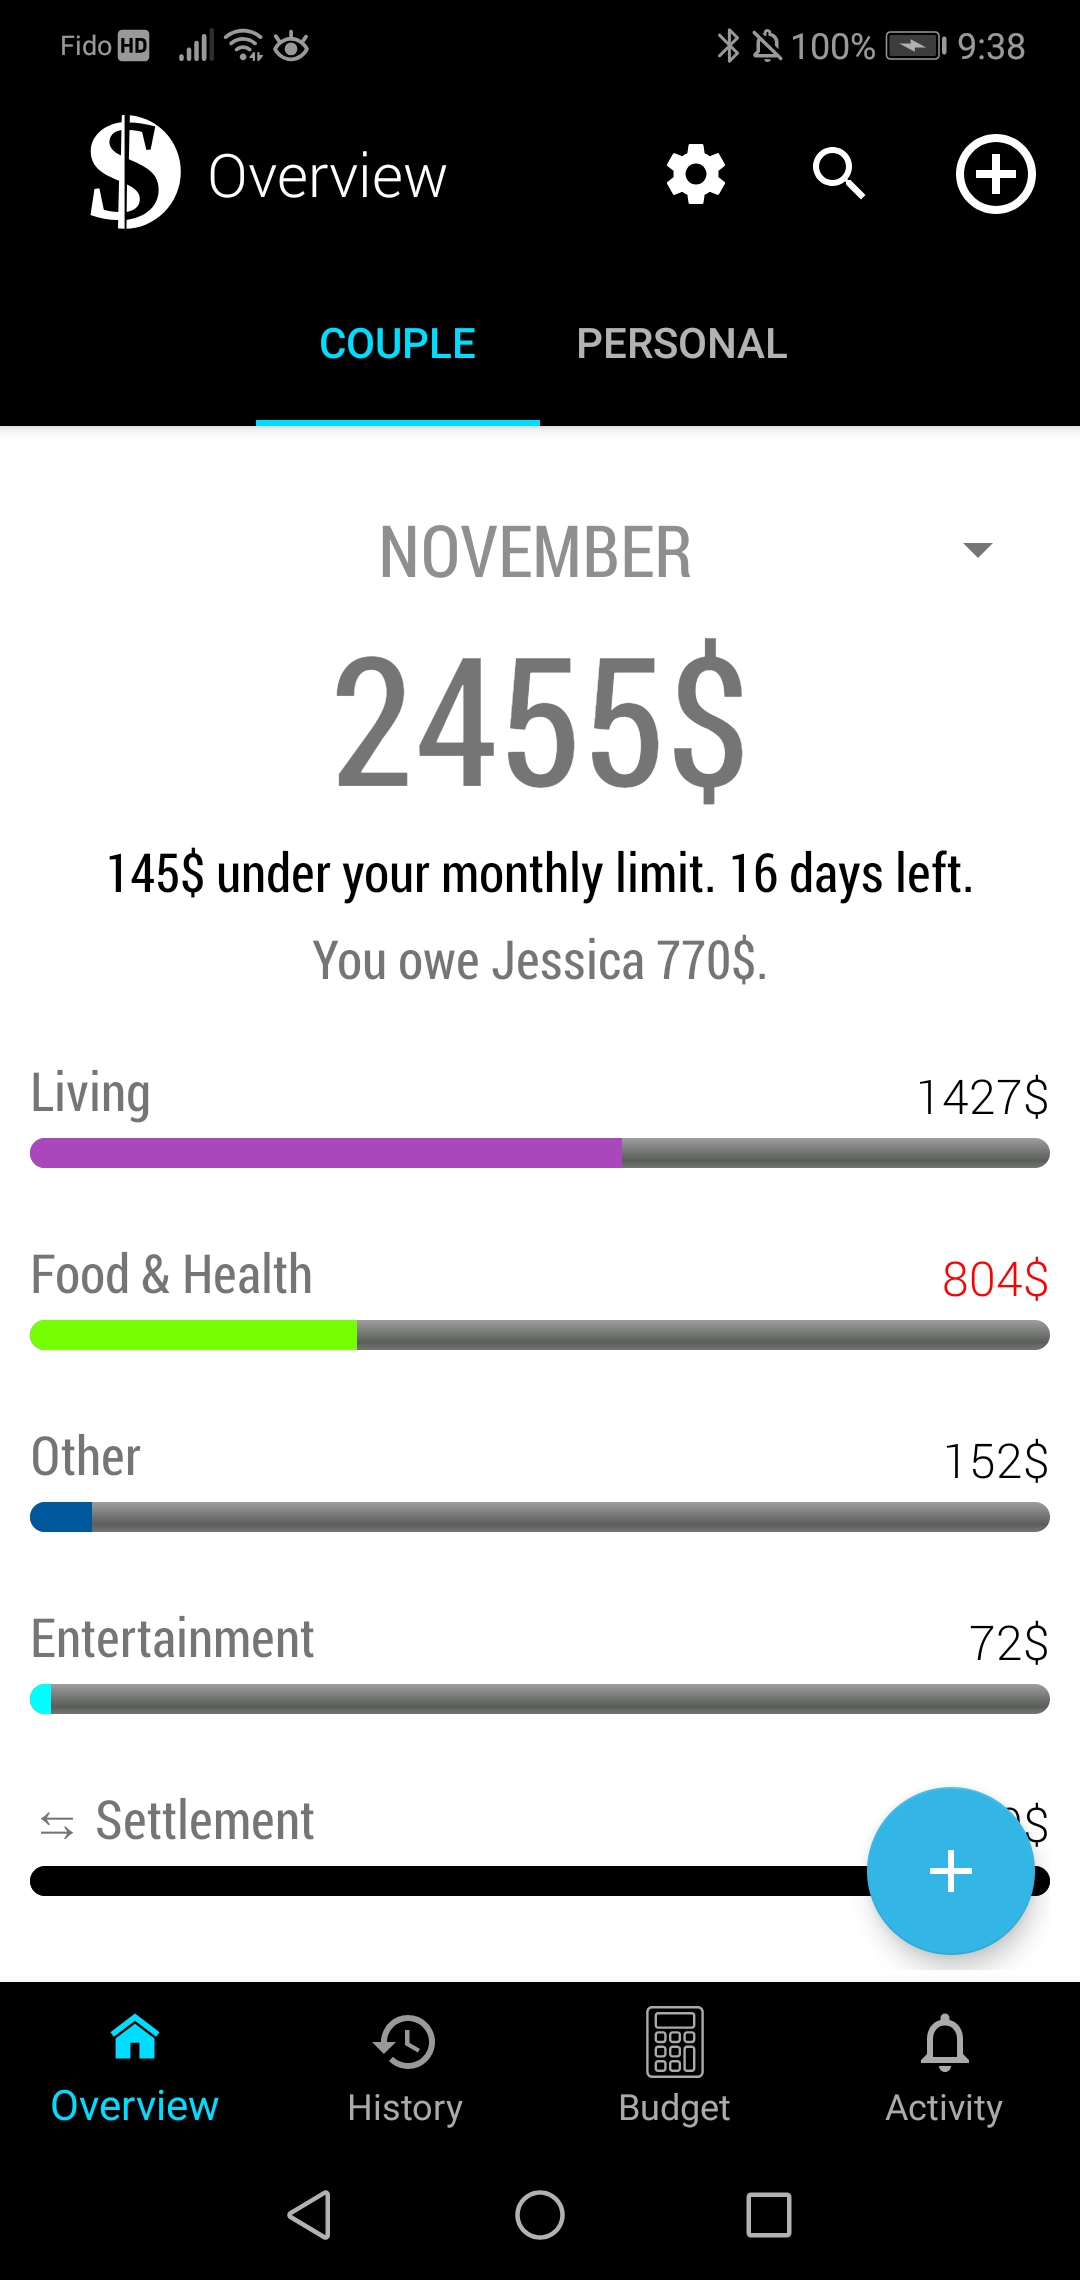 Fido HD 100% 9:38
Overview
COUPLE PERSONAL
NOVEMBER
2455$
145$ under your monthly limit. 16 days left.
You owe Jessica 770$.
Living 1427$
Food & Health 804$
Other 152$
Entertainment 72$
⇆ Settlement $
Overview History Budget Activity